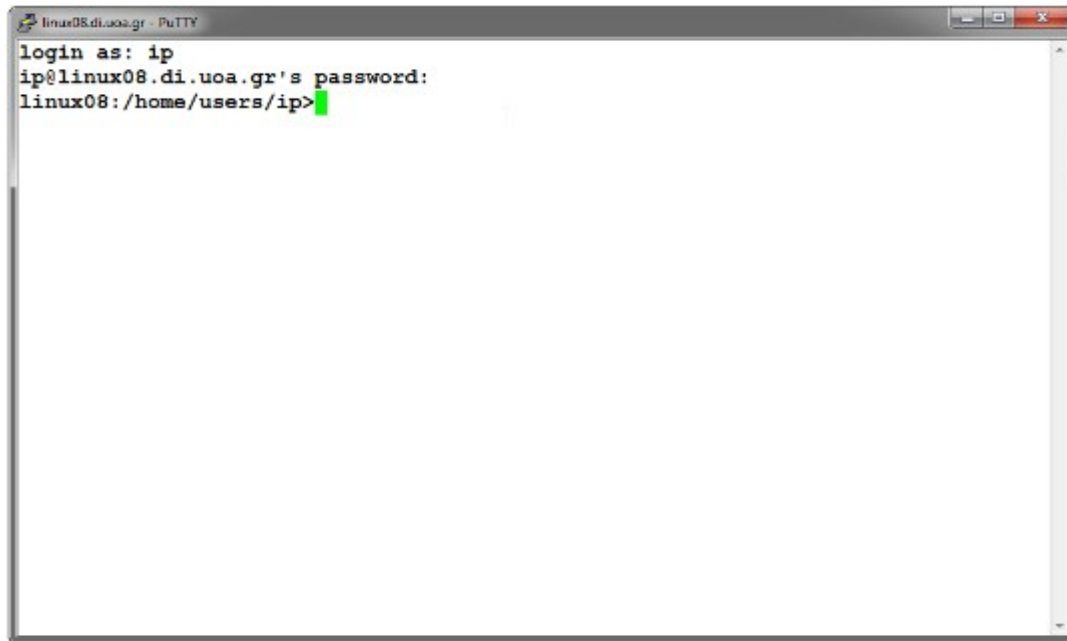 linux08.di.uoa.gr - PuTTY
login as: ip
ip@linux08.di.uoa.gr's password:
linux08:/home/users/ip>